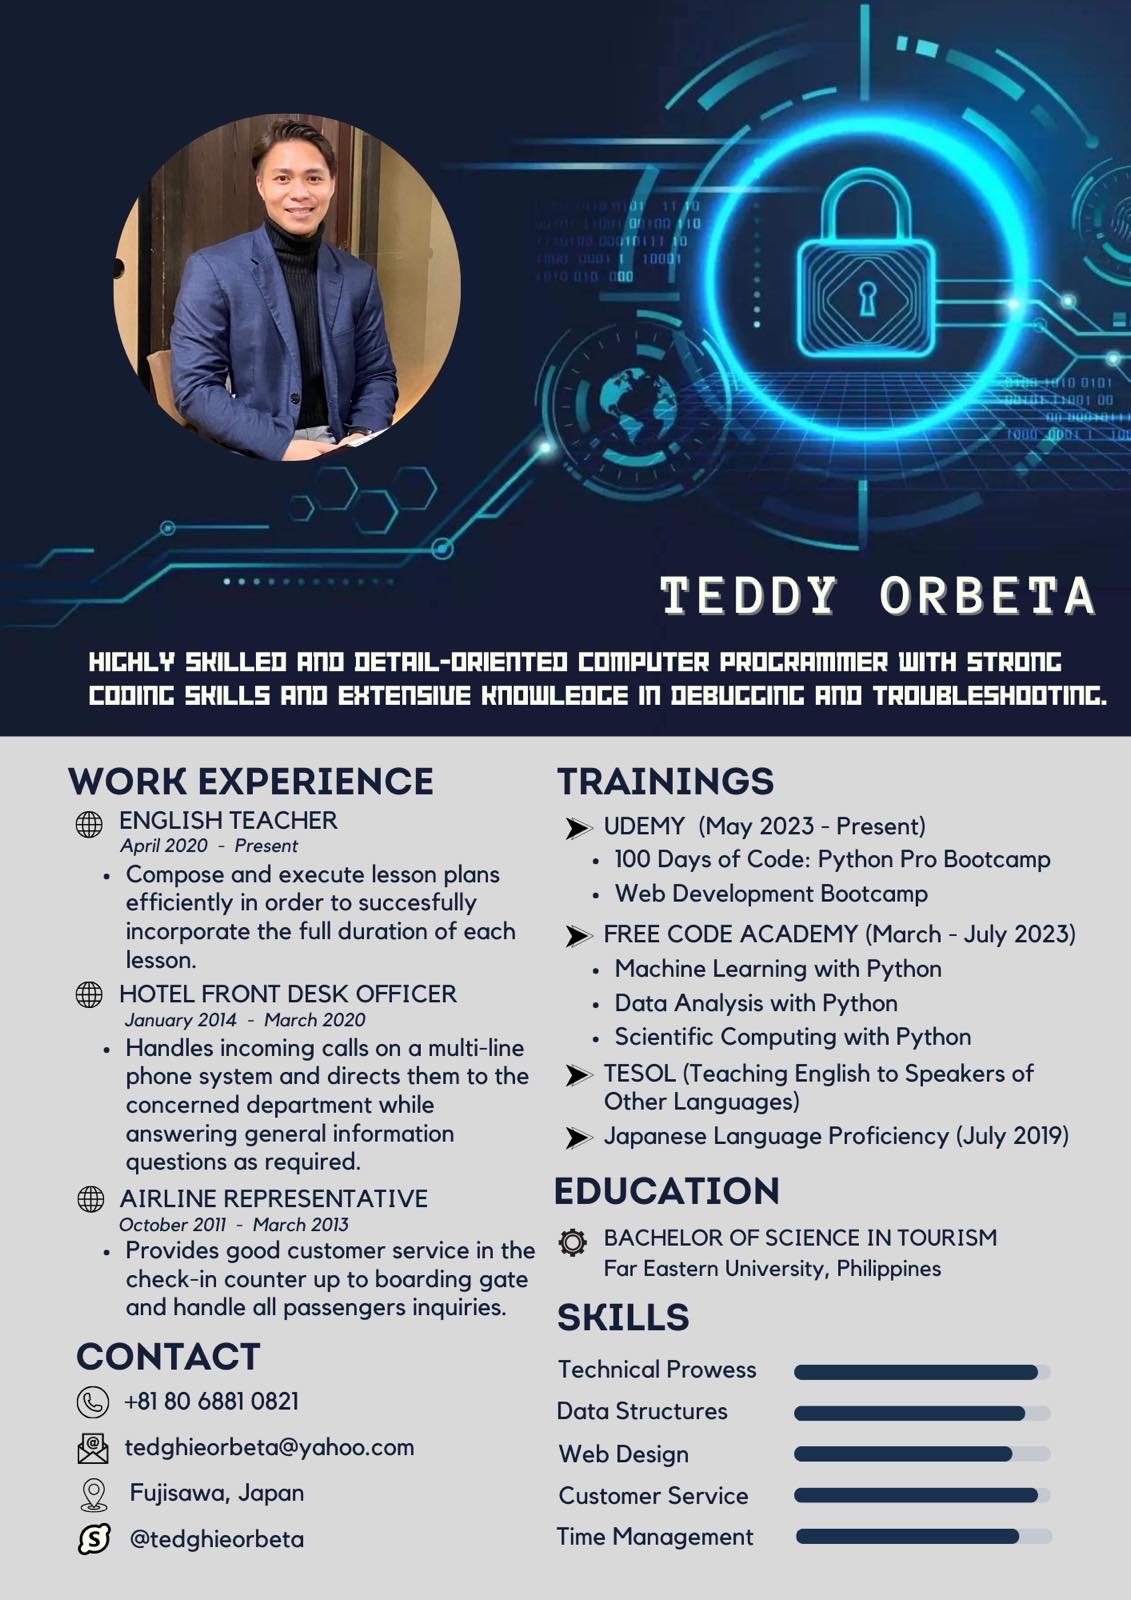 TEDDY ORBETA
HIGHLY SKILLED AND DETAIL-ORIENTED COMPUTER PROGRAMMER WITH STRONG
CODING SKILLS AND EXTENSIVE KNOWLEDGE IN DEBUGGING AND TROUBLESHOOTING.
WORK EXPERIENCE
ENGLISH TEACHER
April 2020 - Present
• Compose and execute lesson plans
efficiently in order to succesfully
incorporate the full duration of each
lesson.
HOTEL FRONT DESK OFFICER
January 2014 - March 2020
• Handles incoming calls on a multi-line
phone system and directs them to the
concerned department while
answering general information
questions as required.
AIRLINE REPRESENTATIVE
October 2011 - March 2013
• Provides good customer service in the
check-in counter up to boarding gate
and handle all passengers inquiries.
CONTACT
+81 80 6881 0821
tedghieorbeta@yahoo.com
Fujisawa, Japan
@tedghieorbeta
TRAININGS
UDEMY (May 2023 - Present)
• 100 Days of Code: Python Pro Bootcamp
• Web Development Bootcamp
FREE CODE ACADEMY (March - July 2023)
• Machine Learning with Python
• Data Analysis with Python
• Scientific Computing with Python
TESOL (Teaching English to Speakers of
Other Languages)
Japanese Language Proficiency (July 2019)
EDUCATION
BACHELOR OF SCIENCE IN TOURISM
Far Eastern University, Philippines
SKILLS
Technical Prowess
Data Structures
Web Design
Customer Service
Time Management